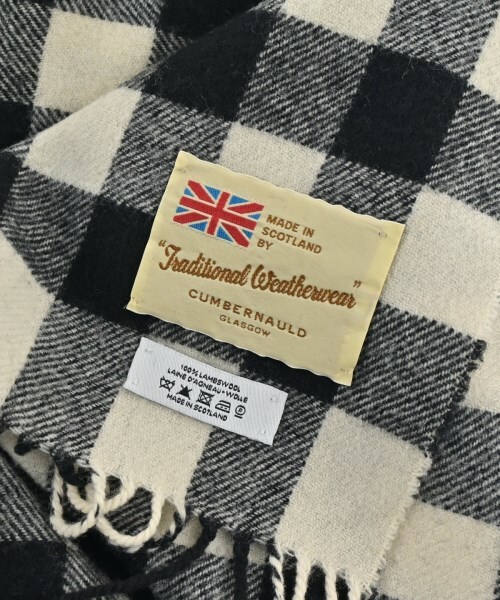 MADE IN
SCOTLAND
BY
"Traditional Weatherwear"
CUMBERNAULD
GLASGOW
100% LAMBSWOOL
LAINE D'AGNEAU•WOLLE
MADE IN SCOTLAND